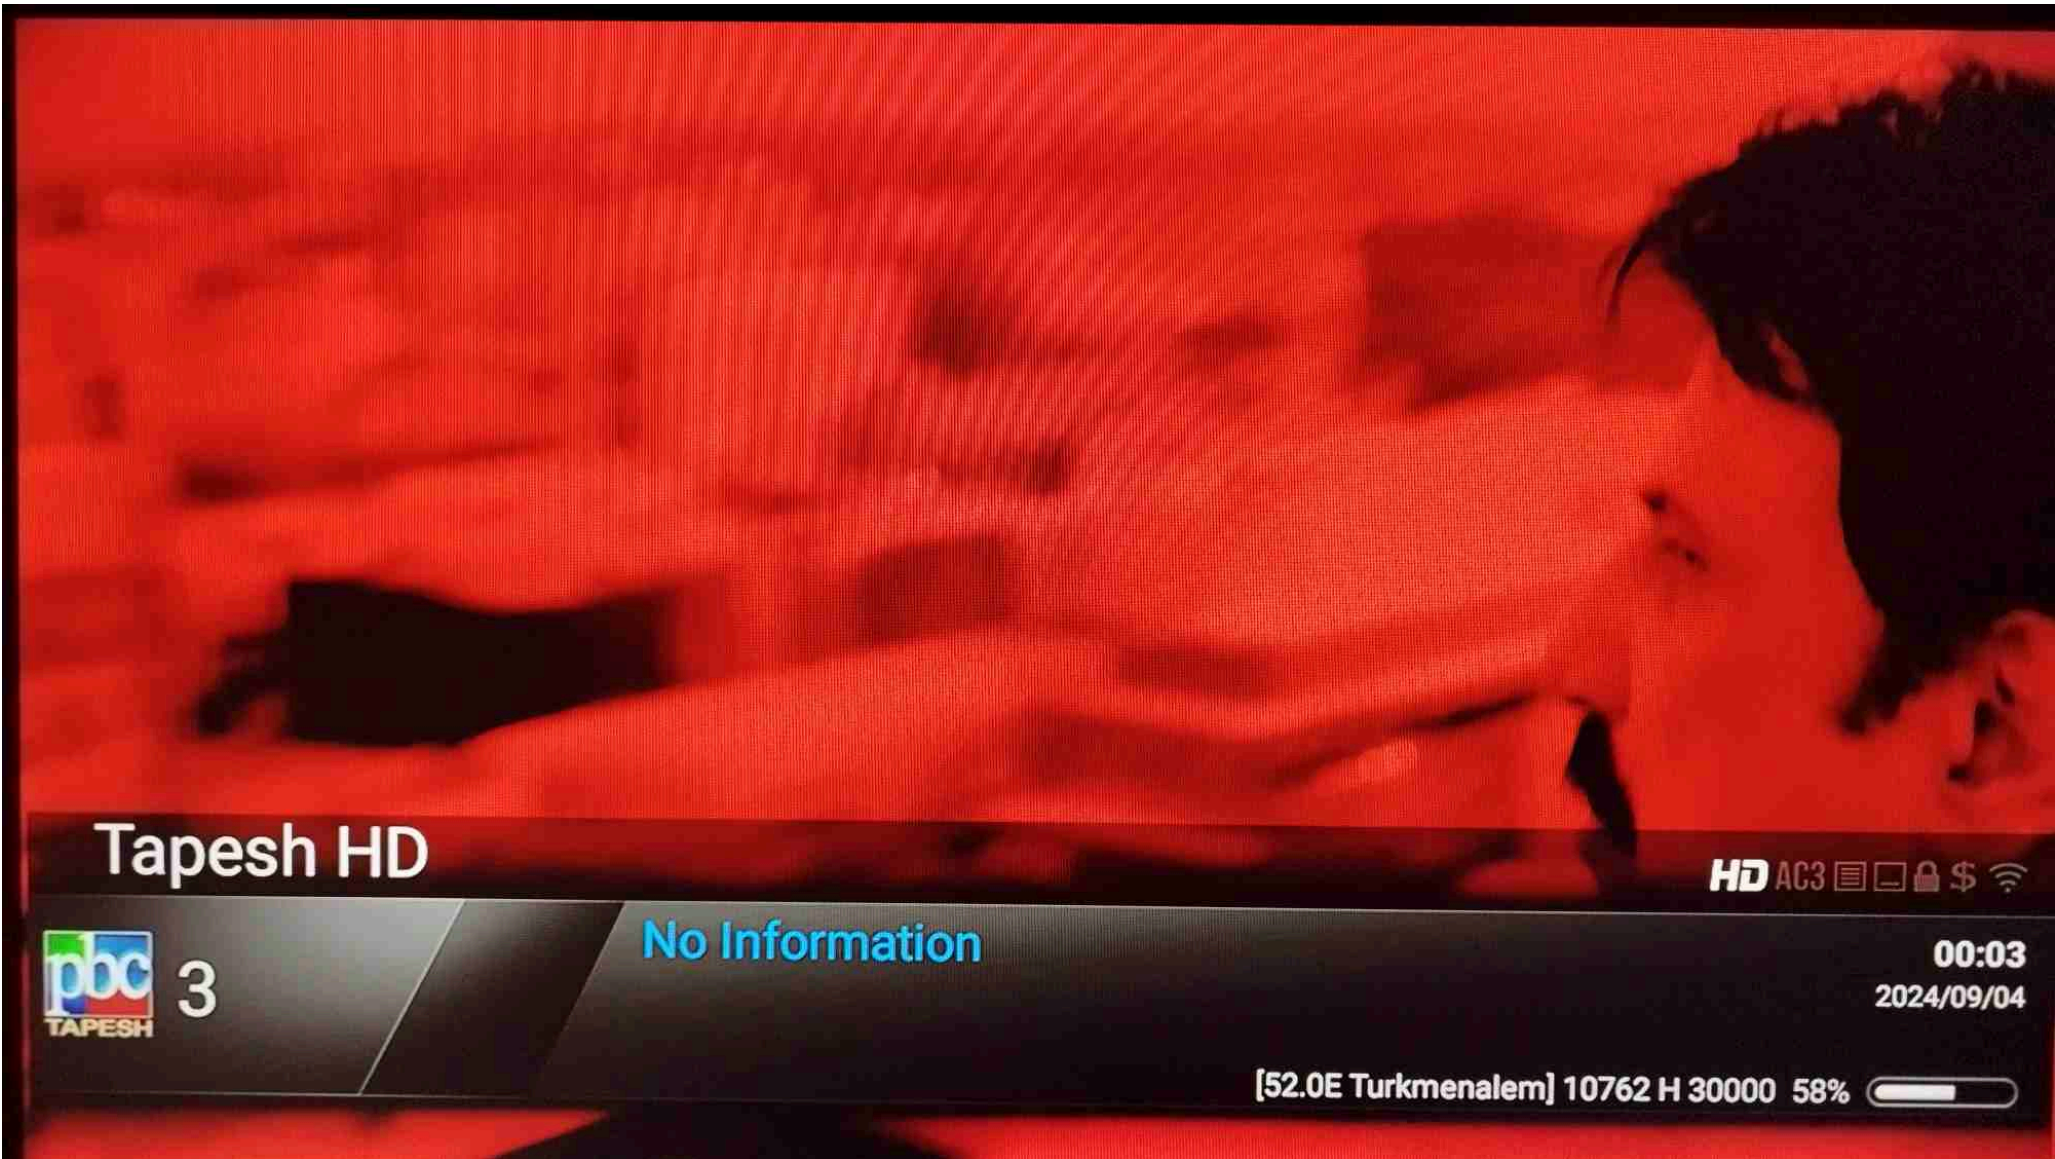 Tapesh HD
HD AC3 $
pbc
TAPESH
3
No Information
00:03
2024/09/04
[52.0E Turkmenalem] 10762 H 30000 58%